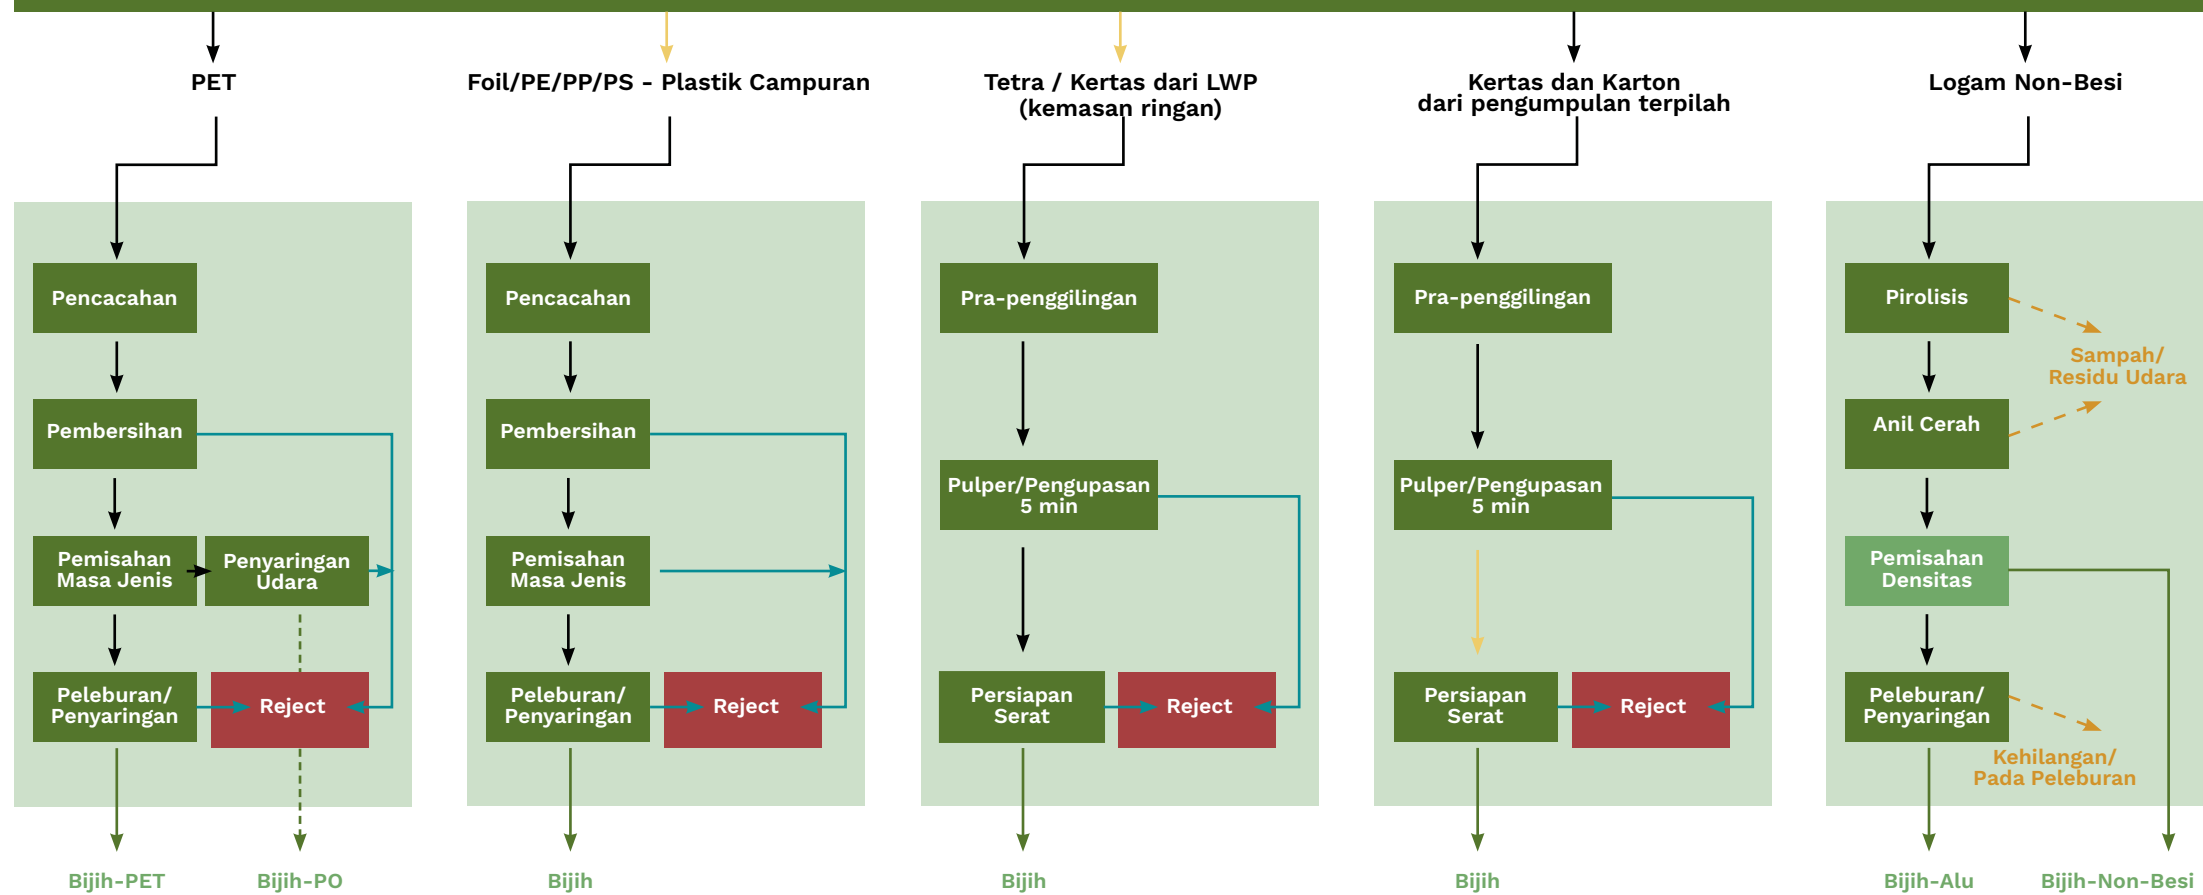 PET
Foil/PE/PP/PS - Plastik Campuran
Tetra / Kertas dari LWP
(kemasan ringan)
Kertas dan Karton
dari pengumpulan terpilah
Logam Non-Besi
Pencacahan
Pembersihan
Pemisahan
Masa Jenis
Penyaringan
Udara
Peleburan/
Penyaringan
Reject
Bijih-PET
Bijih-PO
Pencacahan
Pembersihan
Pemisahan
Masa Jenis
Peleburan/
Penyaringan
Reject
Bijih
Pra-penggilingan
Pulper/Pengupasan
5 min
Persiapan
Serat
Reject
Bijih
Pra-penggilingan
Pulper/Pengupasan
5 min
Persiapan
Serat
Reject
Bijih
Pirolisis
Sampah/
Residu Udara
Anil Cerah
Pemisahan
Densitas
Peleburan/
Penyaringan
Kehilangan/
Pada Peleburan
Bijih-Alu
Bijih-Non-Besi